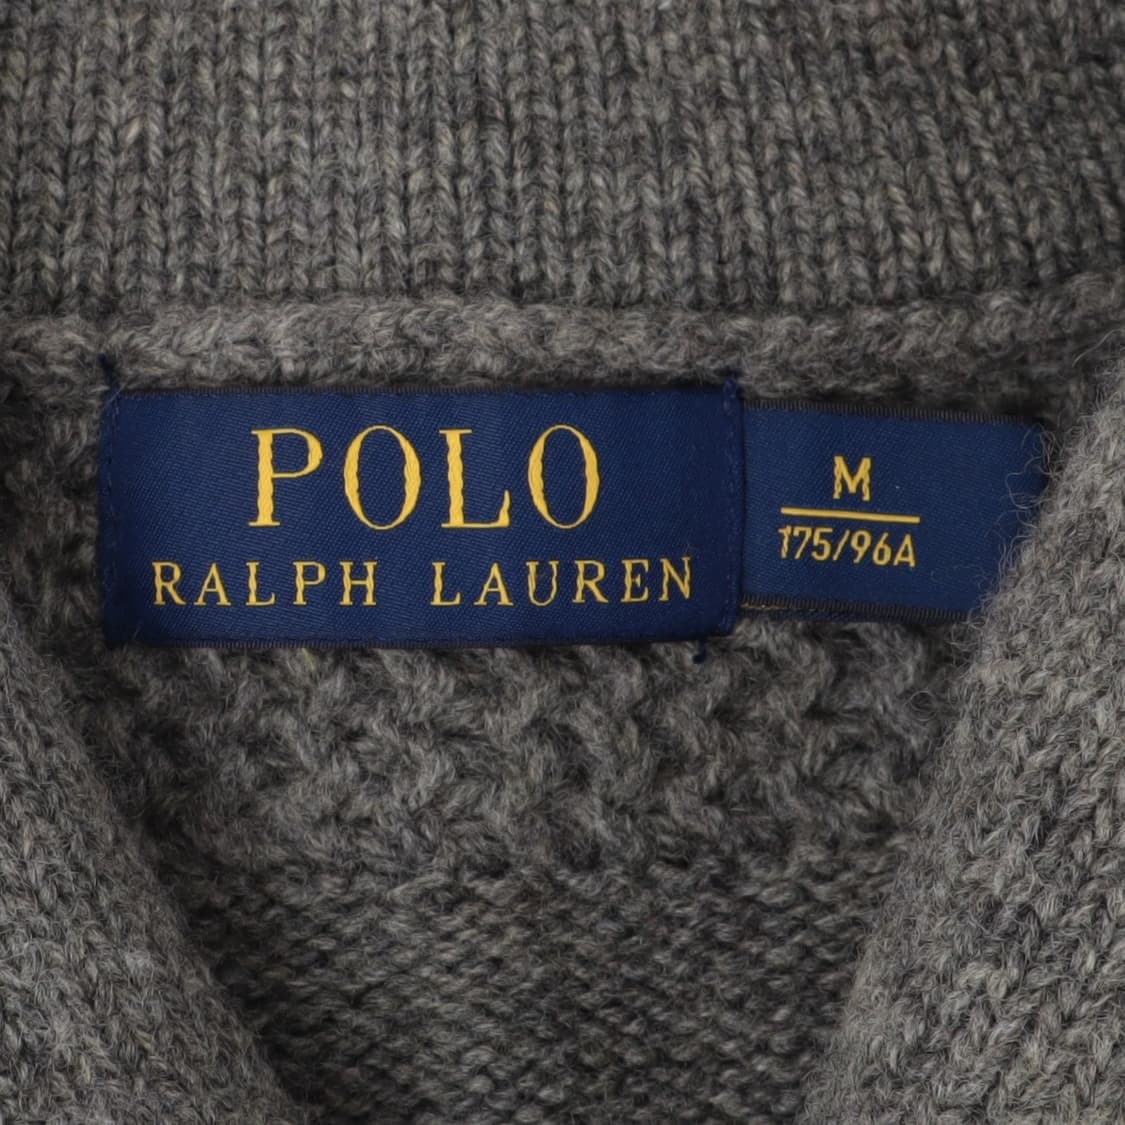 POLO
RALPH LAUREN
M
175/96A